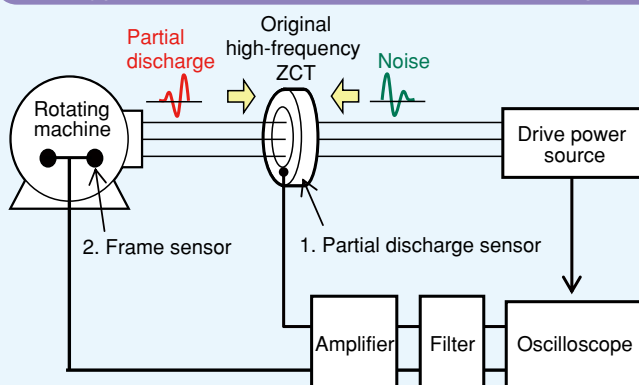 Original
high-frequency
ZCT
Partial
discharge
Noise
Rotating
machine
Drive power
source
2. Frame sensor
1. Partial discharge sensor
Amplifier
Filter
Oscilloscope